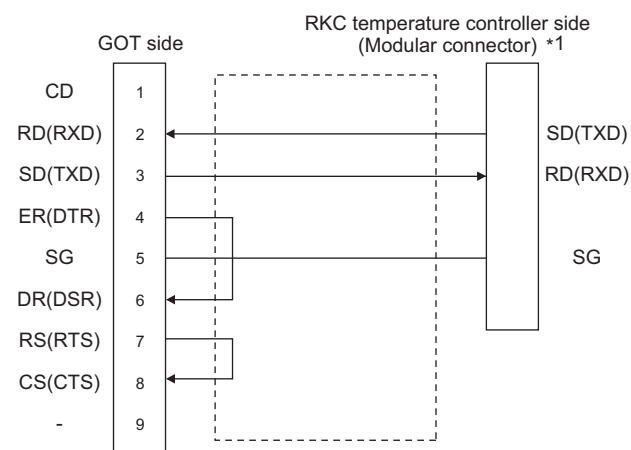 RKC temperature controller side
GOT side (Modular connector) *1
CD 1
RD(RXD) 2 SD(TXD)
SD(TXD) 3 RD(RXD)
ER(DTR) 4
SG 5 SG
DR(DSR) 6
RS(RTS) 7
CS(CTS) 8
- 9